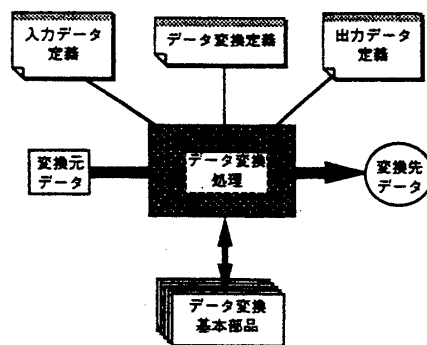 入力データ
定義
データ変換定義
出力データ
定義
変換元
データ
データ変換
処理
変換先
データ
データ変換
基本部品